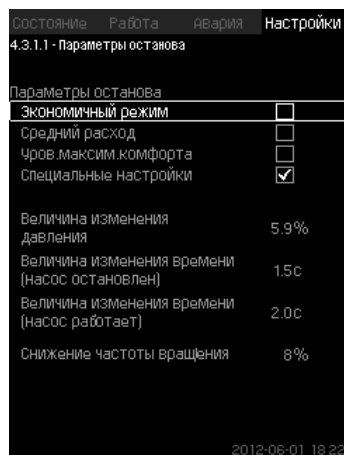 Состояние Работа Авария Настройки
4.3.1.1 - Параметры останова
Параметры останова
Экономичный режим
Средний расход
Уров.максим.комфорта
Специальные настройки
Величина изменения
давления 5.9%
Величина изменения времени
(насос остановлен) 1.5с
Величина изменения времени
(насос работает) 2.0с
Снижение частоты вращения 8%
2012-06-01 18:22